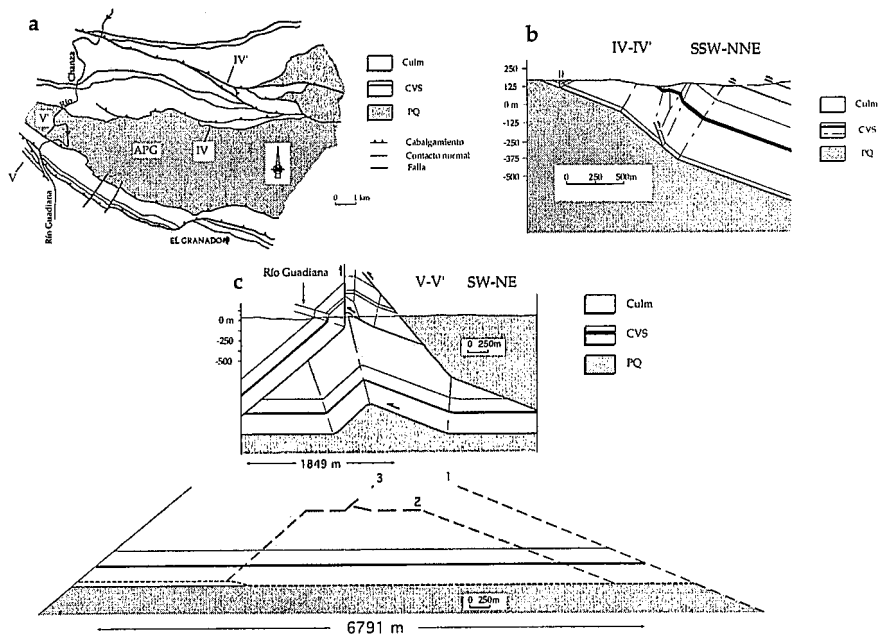 a
IV'
Río
Chanza
V'
APG
IV
V
Río Guadiana
EL GRANADO
Culm
CVS
PQ
Cabalgamiento
Contacto normal
Falla
0 1 km
b
IV-IV' SSW-NNE
250
125
0 m
-125
-250
-375
-500
0 250 500m
Culm
CVS
PQ
c
Río Guadiana
V-V' SW-NE
0 m
-250
-500
0 250m
Culm
CVS
PQ
1849 m
3
1
2
0 250m
6791 m